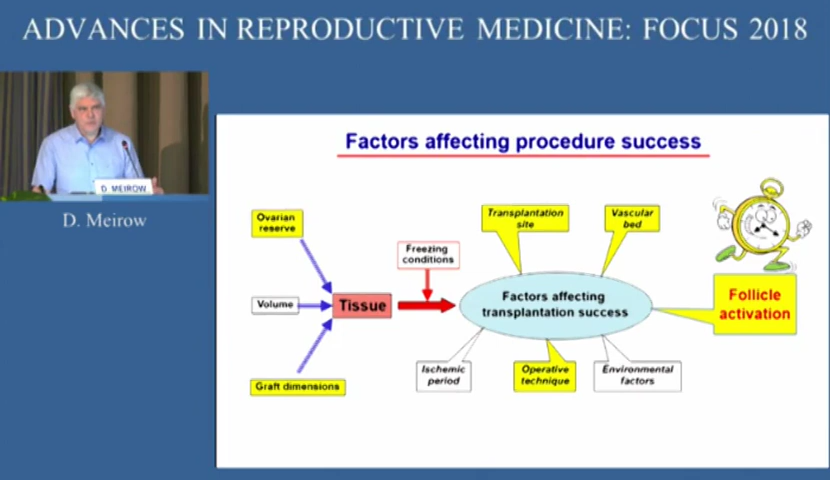 ADVANCES IN REPRODUCTIVE MEDICINE: FOCUS 2018
D. MEIROW
D. Meirow
Factors affecting procedure success
Ovarian
reserve
Volume
Graft dimensions
Tissue
Freezing
conditions
Transplantation
site
Vascular
bed
Factors affecting
transplantation success
Follicle
activation
Ischemic
period
Operative
technique
Environmental
factors